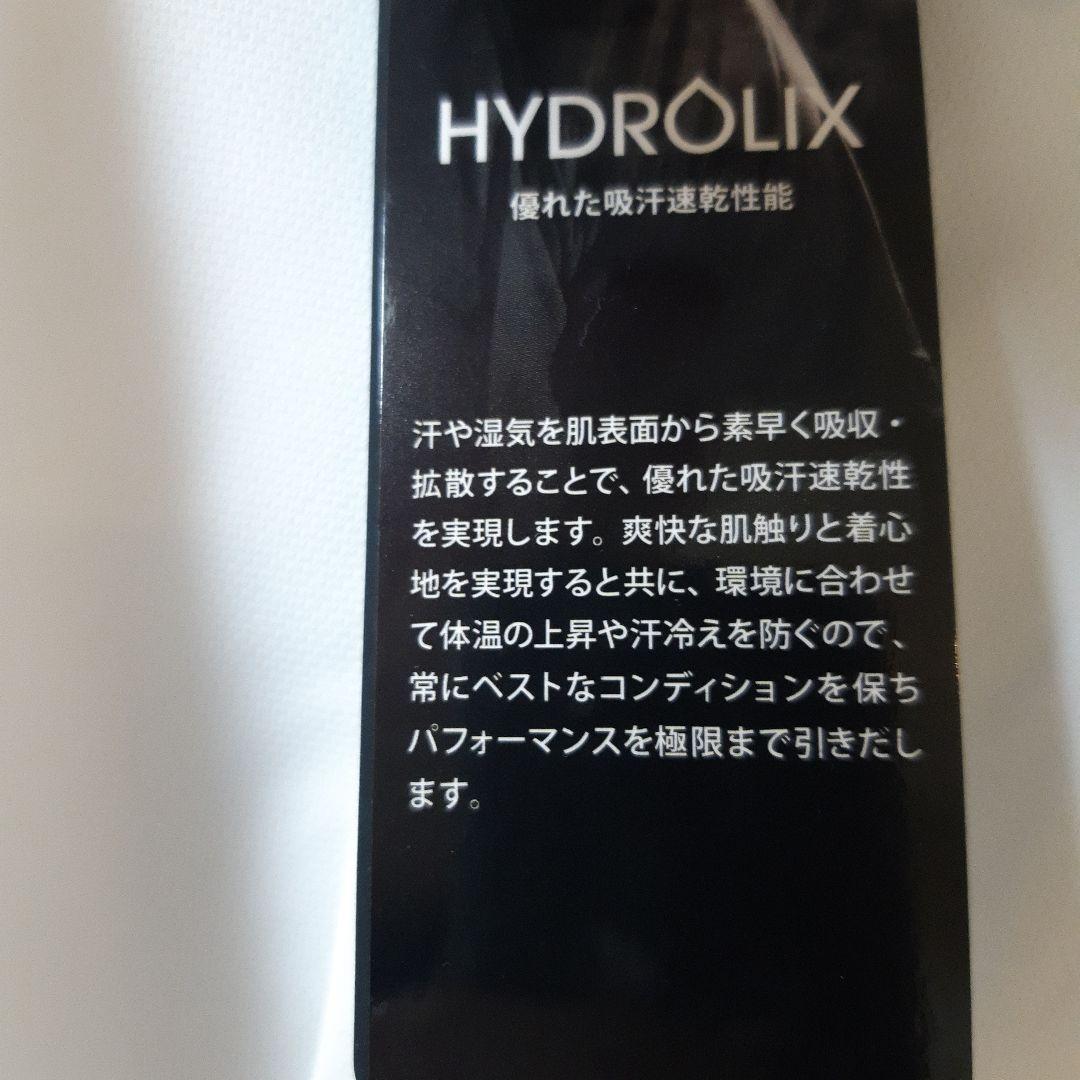 HYDROLIX
優れた吸汗速乾性能
汗や湿気を肌表面から素早く吸収・
拡散することで、優れた吸汗速乾性
を実現します。爽快な肌触りと着心
地を実現すると共に、環境に合わせ
て体温の上昇や汗冷えを防ぐので、
常にベストなコンディションを保ち
パフォーマンスを極限まで引きだし
ます。